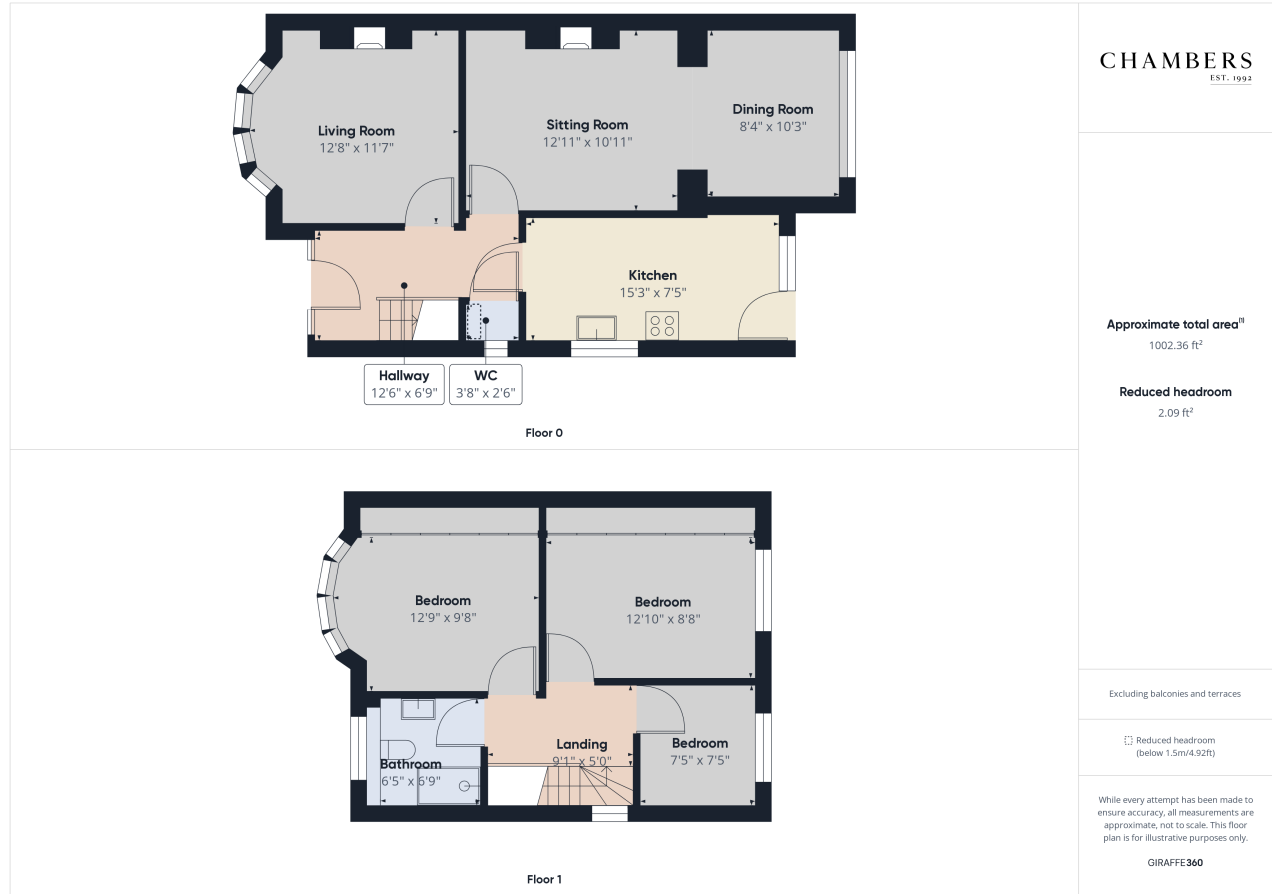 Living Room
12'8" x 11'7"
Sitting Room
12'11" x 10'11"
Dining Room
8'4" x 10'3"
Kitchen
15'3" x 7'5"
Hallway
12'6" x 6'9"
WC
3'8" x 2'6"
Floor 0
Bedroom
12'9" x 9'8"
Bedroom
12'10" x 8'8"
Landing
9'1" x 5'0"
Bedroom
7'5" x 7'5"
Bathroom
6'5" x 6'9"
Floor 1
CHAMBERS
EST. 1992
Approximate total area⁽¹⁾
1002.36 ft²
Reduced headroom
2.09 ft²
Excluding balconies and terraces
Reduced headroom
(below 1.5m/4.92ft)
While every attempt has been made to
ensure accuracy, all measurements are
approximate, not to scale. This floor
plan is for illustrative purposes only.
GIRAFFE360